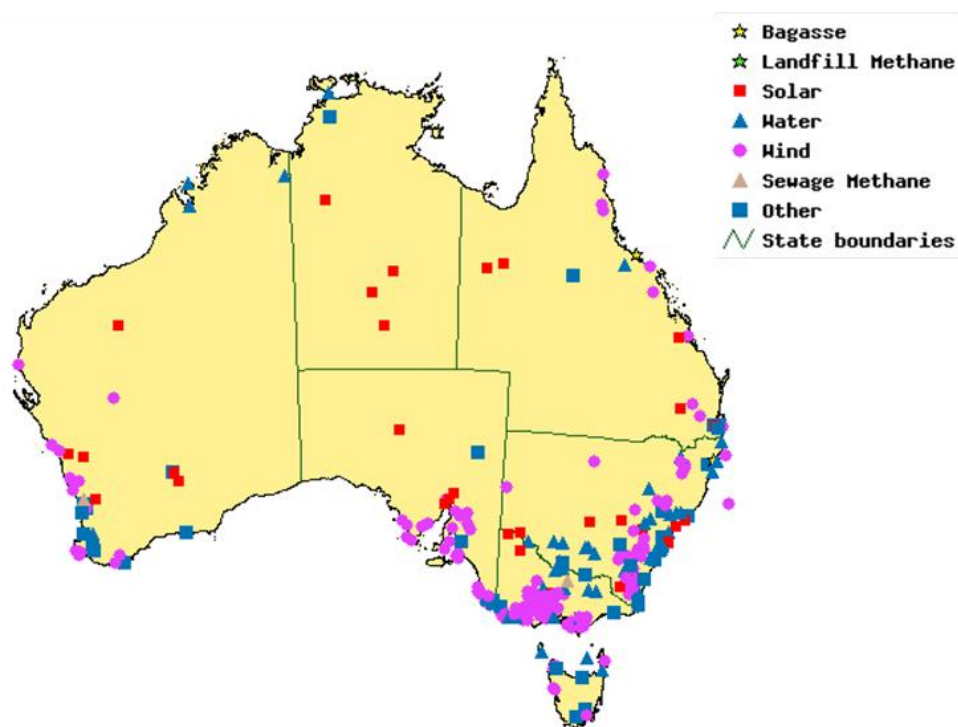 Bagasse
Landfill Methane
Solar
Water
Wind
Sewage Methane
Other
State boundaries